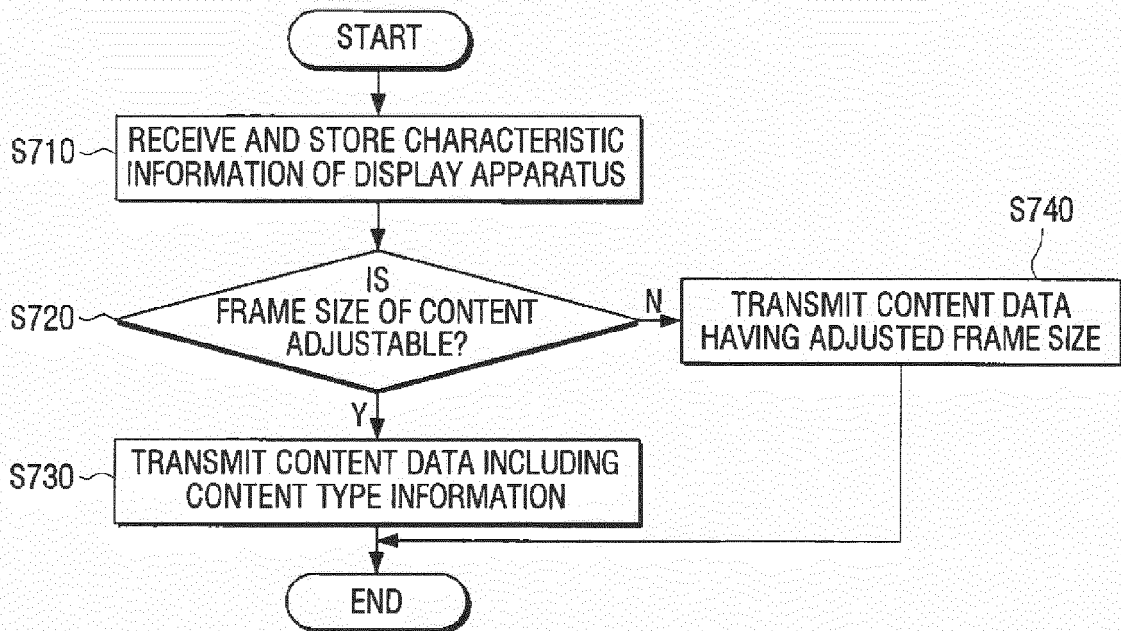 START
S710
RECEIVE AND STORE CHARACTERISTIC
INFORMATION OF DISPLAY APPARATUS
S720
IS
FRAME SIZE OF CONTENT
ADJUSTABLE?
N
S740
TRANSMIT CONTENT DATA
HAVING ADJUSTED FRAME SIZE
Y
S730
TRANSMIT CONTENT DATA INCLUDING
CONTENT TYPE INFORMATION
END